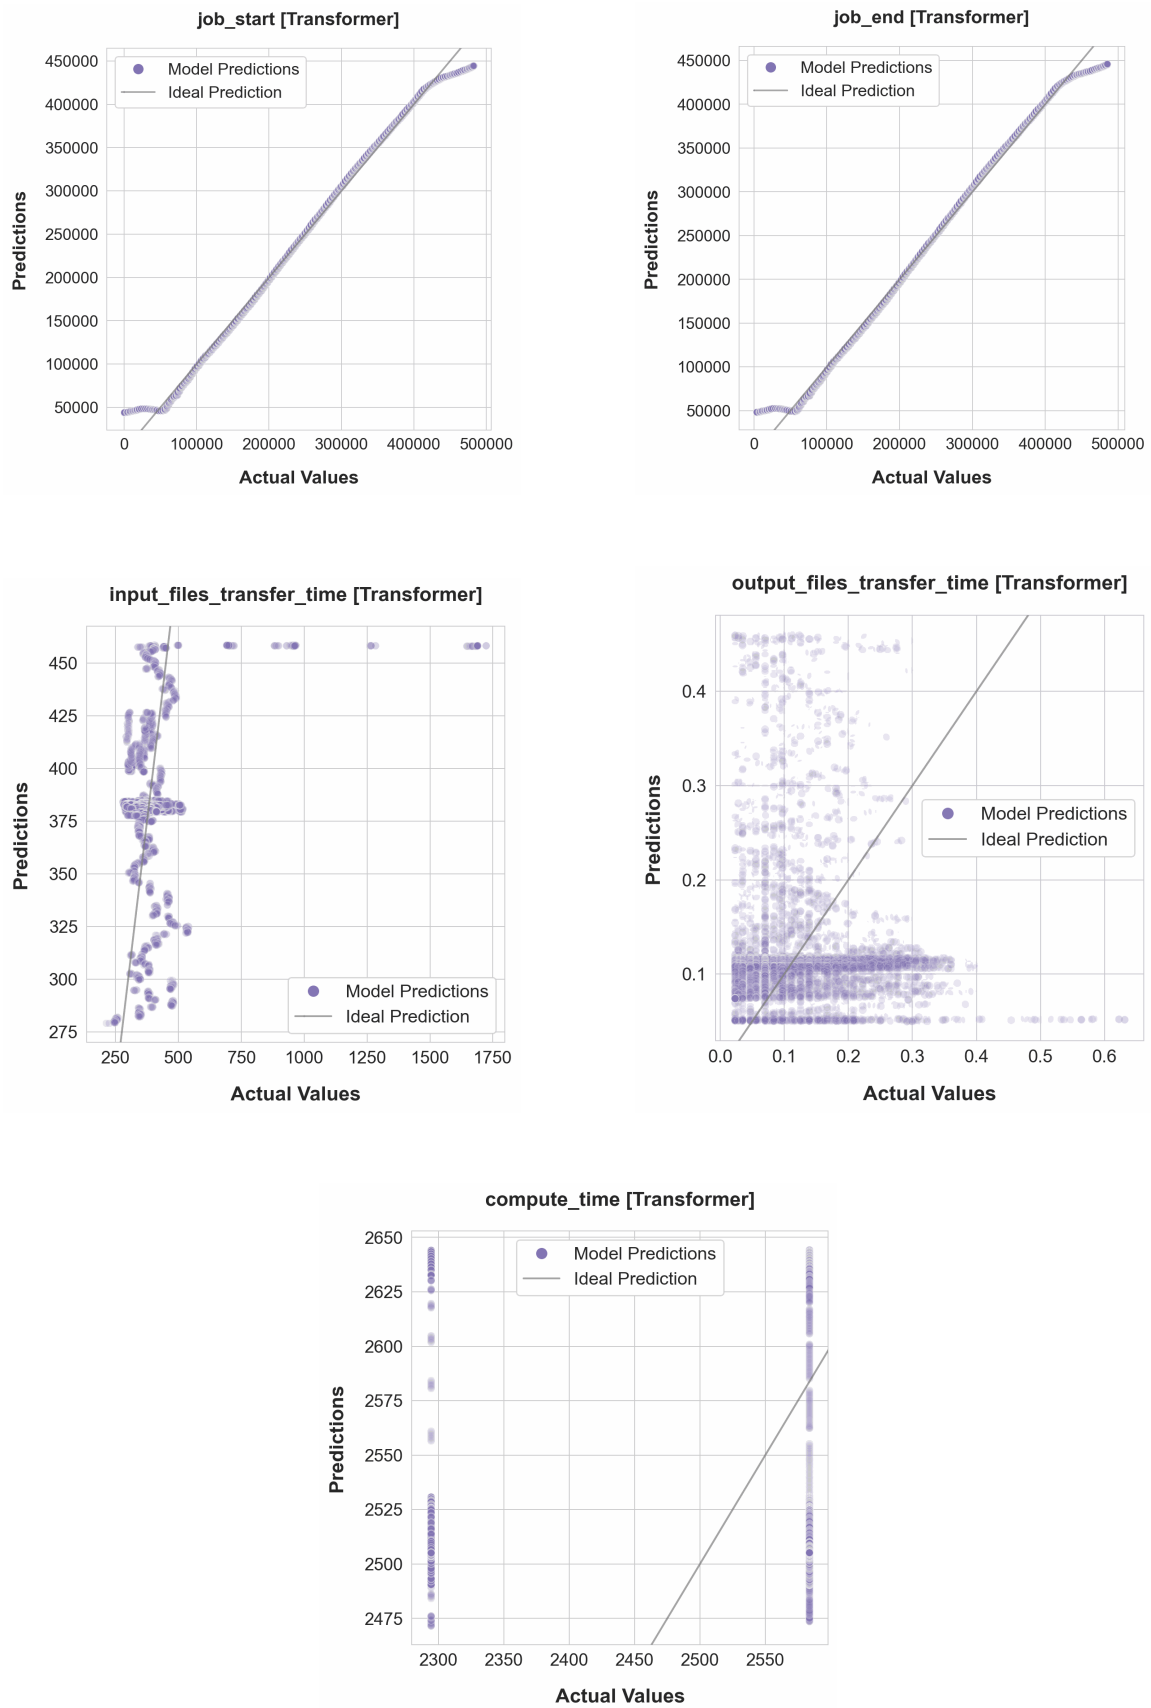 job_start [Transformer]
Model Predictions
Ideal Prediction
450000
400000
350000
300000
250000
200000
150000
100000
50000
Predictions
0 100000 200000 300000 400000 500000
Actual Values
job_end [Transformer]
Model Predictions
Ideal Prediction
450000
400000
350000
300000
250000
200000
150000
100000
50000
Predictions
0 100000 200000 300000 400000 500000
Actual Values
input_files_transfer_time [Transformer]
450
425
400
375
350
325
300
275
Predictions
Model Predictions
Ideal Prediction
250 500 750 1000 1250 1500 1750
Actual Values
output_files_transfer_time [Transformer]
0.4
0.3
0.2
0.1
Predictions
Model Predictions
Ideal Prediction
0.0 0.1 0.2 0.3 0.4 0.5 0.6
Actual Values
compute_time [Transformer]
Model Predictions
Ideal Prediction
2650
2625
2600
2575
2550
2525
2500
2475
Predictions
2300 2350 2400 2450 2500 2550
Actual Values